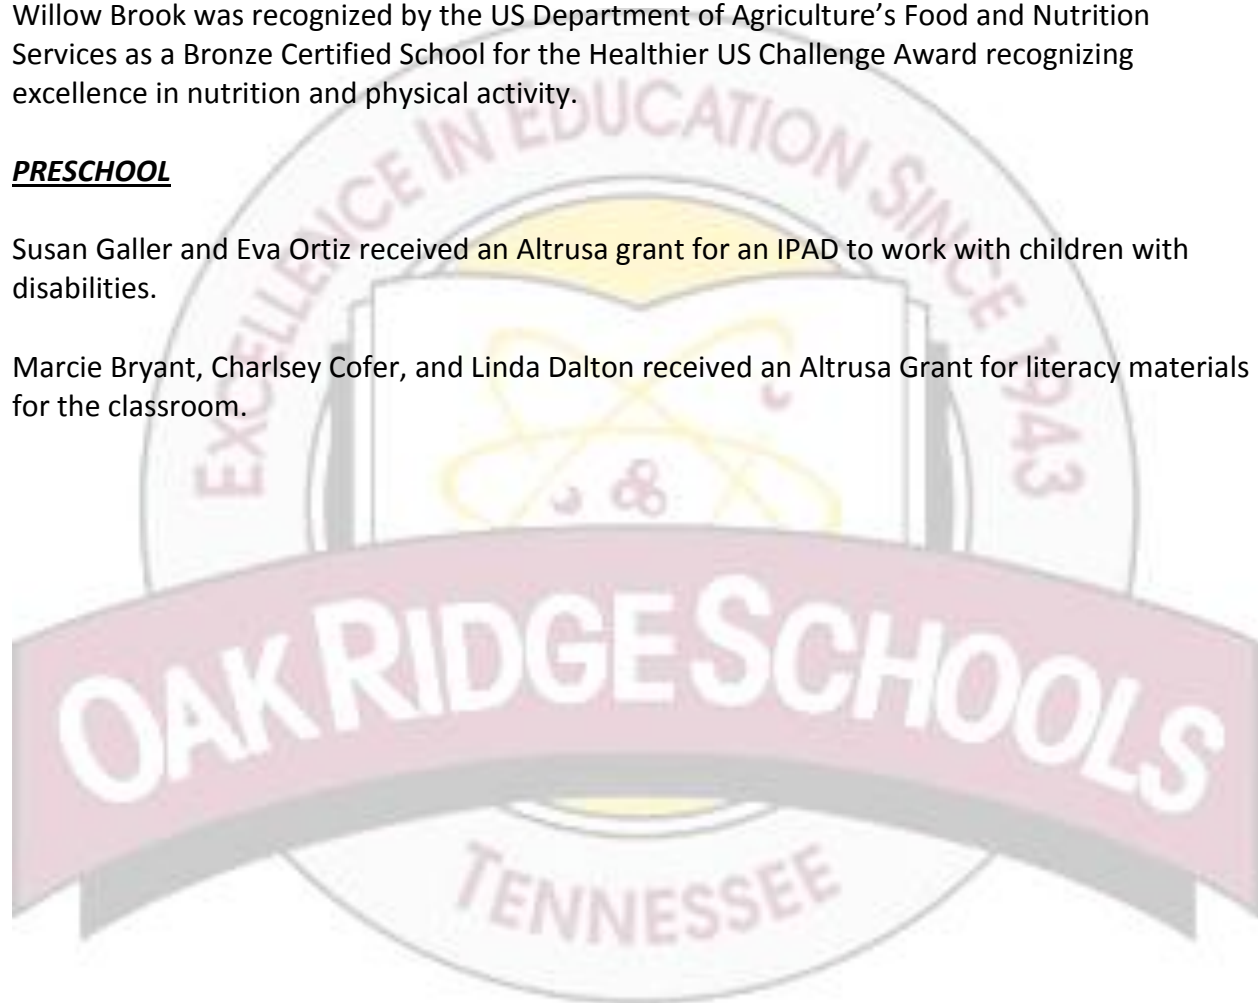 Willow Brook was recognized by the US Department of Agriculture’s Food and Nutrition
Services as a Bronze Certified School for the Healthier US Challenge Award recognizing
excellence in nutrition and physical activity.
PRESCHOOL
Susan Galler and Eva Ortiz received an Altrusa grant for an IPAD to work with children with
disabilities.
Marcie Bryant, Charlsey Cofer, and Linda Dalton received an Altrusa Grant for literacy materials
for the classroom.
EXCELLENCE IN EDUCATION SINCE 1943
OAK RIDGE SCHOOLS
TENNESSEE